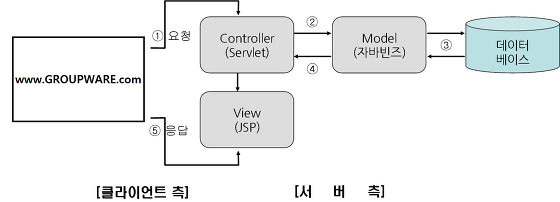 ① 요청
②
Controller
(Servlet)
Model
(자바빈즈)
③
데이터
베이스
www.GROUPWARE.com
④
View
(JSP)
⑤ 응답
[클라이언트 측]
[서 버 측]